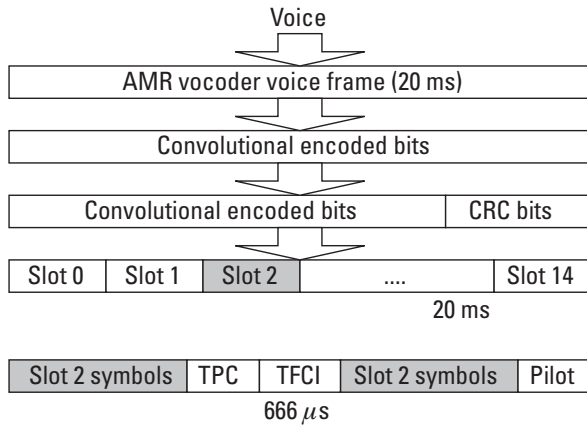 Voice
AMR vocoder voice frame (20 ms)
Convolutional encoded bits
Convolutional encoded bits CRC bits
Slot 0 Slot 1 Slot 2 .... Slot 14
20 ms
Slot 2 symbols TPC TFCI Slot 2 symbols Pilot
666 μs